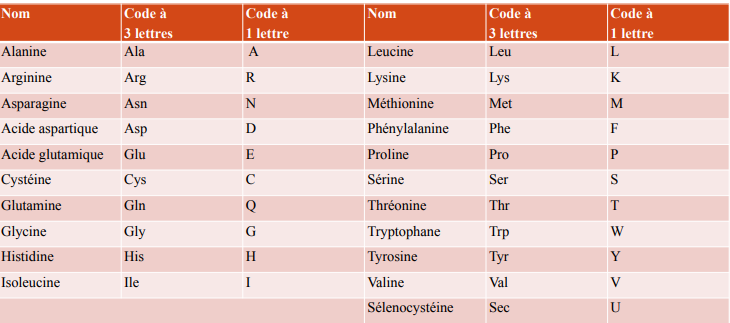 Nom Code à 3 lettres Code à 1 lettre Nom Code à 3 lettres Code à 1 lettre
Alanine Ala A Leucine Leu L
Arginine Arg R Lysine Lys K
Asparagine Asn N Méthionine Met M
Acide aspartique Asp D Phénylalanine Phe F
Acide glutamique Glu E Proline Pro P
Cystéine Cys C Sérine Ser S
Glutamine Gln Q Thréonine Thr T
Glycine Gly G Tryptophane Trp W
Histidine His H Tyrosine Tyr Y
Isoleucine Ile I Valine Val V
Sélenocystéine Sec U